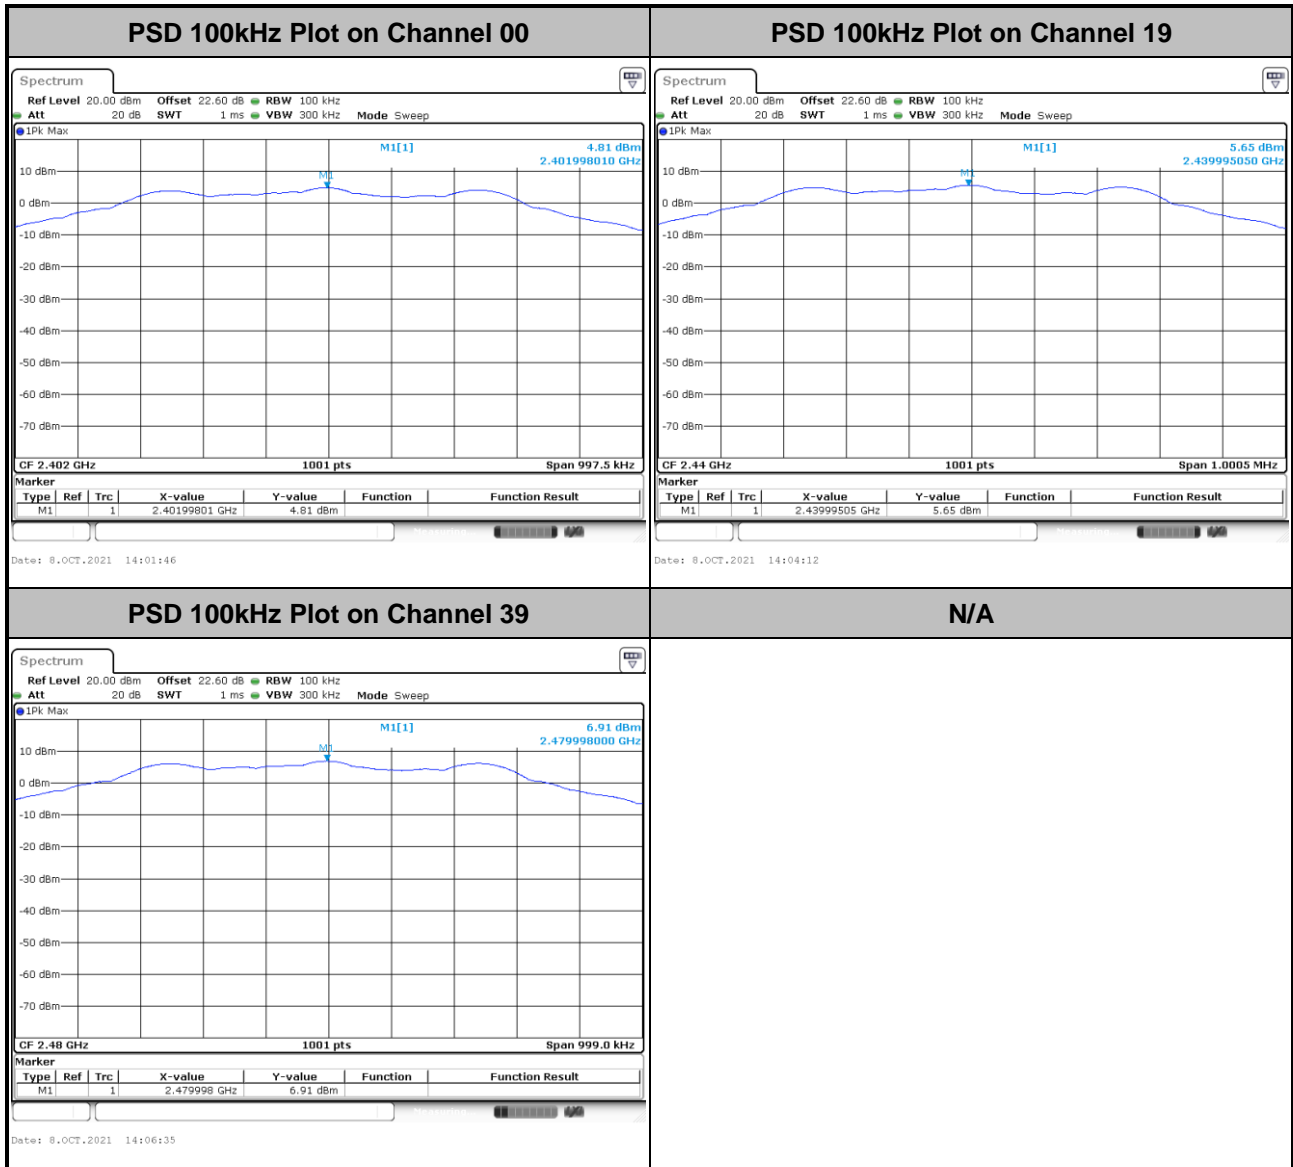 PSD 100kHz Plot on Channel 00
Spectrum
Ref Level 20.00 dBm Offset 22.60 dB RBW 100 kHz
Att 20 dB SWT 1 ms VBW 300 kHz Mode Sweep
1Pk Max
M1[1] 4.81 dBm
2.401998010 GHz
M1
10 dBm
0 dBm
-10 dBm
-20 dBm
-30 dBm
-40 dBm
-50 dBm
-60 dBm
-70 dBm
CF 2.402 GHz 1001 pts Span 997.5 kHz
Marker
Type Ref Trc X-value Y-value Function Function Result
M1 1 2.40199801 GHz 4.81 dBm
Measuring...
Date: 8.OCT.2021 14:01:46
PSD 100kHz Plot on Channel 19
Spectrum
Ref Level 20.00 dBm Offset 22.60 dB RBW 100 kHz
Att 20 dB SWT 1 ms VBW 300 kHz Mode Sweep
1Pk Max
M1[1] 5.65 dBm
2.439995050 GHz
M1
10 dBm
0 dBm
-10 dBm
-20 dBm
-30 dBm
-40 dBm
-50 dBm
-60 dBm
-70 dBm
CF 2.44 GHz 1001 pts Span 1.0005 MHz
Marker
Type Ref Trc X-value Y-value Function Function Result
M1 1 2.43999505 GHz 5.65 dBm
Measuring...
Date: 8.OCT.2021 14:04:12
PSD 100kHz Plot on Channel 39
Spectrum
Ref Level 20.00 dBm Offset 22.60 dB RBW 100 kHz
Att 20 dB SWT 1 ms VBW 300 kHz Mode Sweep
1Pk Max
M1[1] 6.91 dBm
2.479998000 GHz
M1
10 dBm
0 dBm
-10 dBm
-20 dBm
-30 dBm
-40 dBm
-50 dBm
-60 dBm
-70 dBm
CF 2.48 GHz 1001 pts Span 999.0 kHz
Marker
Type Ref Trc X-value Y-value Function Function Result
M1 1 2.479998 GHz 6.91 dBm
Measuring...
Date: 8.OCT.2021 14:06:35
N/A